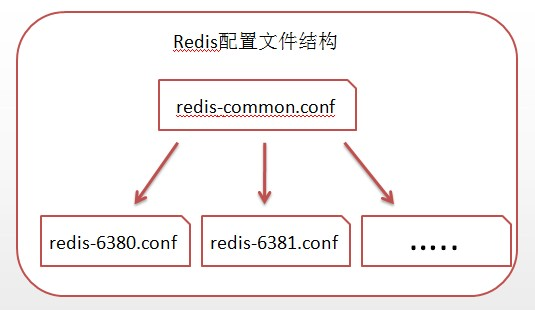 Redis配置文件结构
redis-common.conf
redis-6380.conf
redis-6381.conf
.....